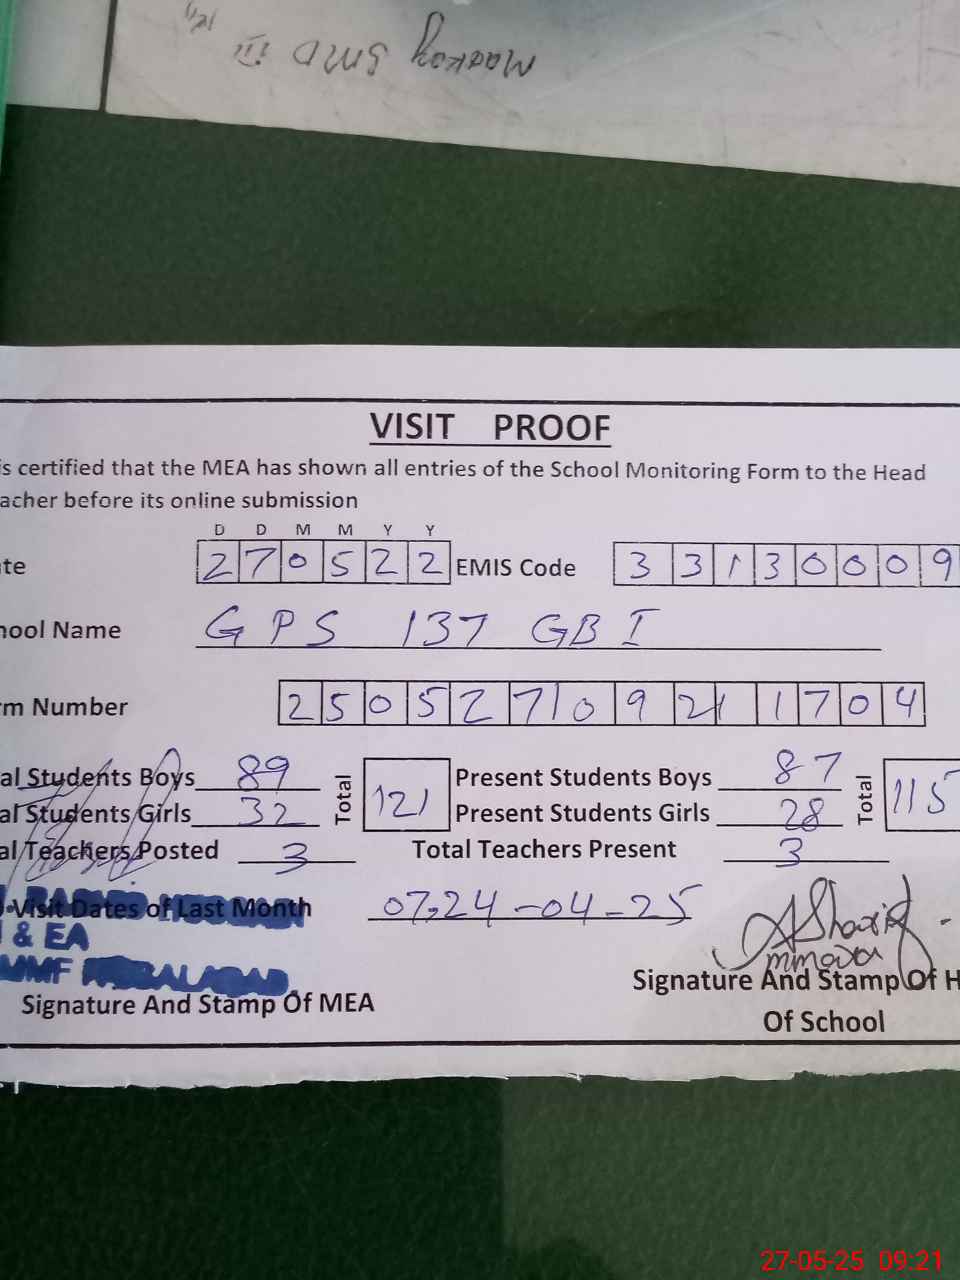 Maakoy SMD iii
VISIT PROOF
is certified that the MEA has shown all entries of the School Monitoring Form to the Head
acher before its online submission
D D M M Y Y
te 270522 EMIS Code 33130009
hool Name GPS 137 GB I
rm Number 25052709211704
al Students Boys 89 Total 121 Present Students Boys 87 Total 115
al Students Girls 32 Present Students Girls 28
al Teachers Posted 3 Total Teachers Present 3
Visit Dates of Last Month 07,24-04-25
& EA
MMF
Signature And Stamp Of MEA
Signature And Stamp Of H
Of School
27-05-25 09:21